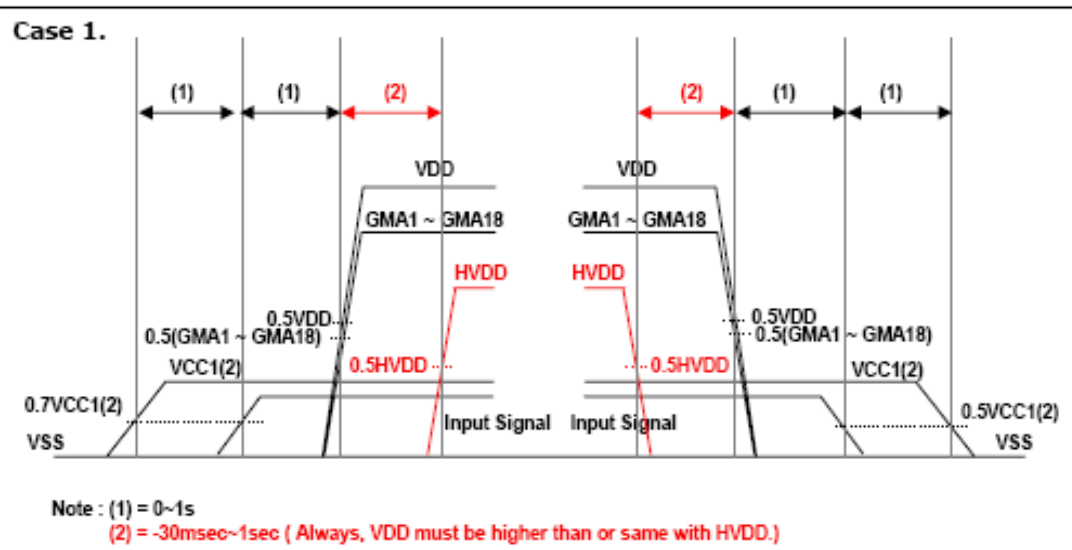 Case 1.
(1) (1) (2) (2) (1) (1)
VDD VDD
GMA1 ~ GMA18 GMA1 ~ GMA18
HVDD HVDD
0.5VDD 0.5VDD
0.5(GMA1 ~ GMA18) 0.5(GMA1 ~ GMA18)
VCC1(2) 0.5HVDD 0.5HVDD VCC1(2)
0.7VCC1(2) Input Signal Input Signal 0.5VCC1(2)
VSS VSS
Note : (1) = 0~1s
(2) = -30msec~1sec ( Always, VDD must be higher than or same with HVDD.)